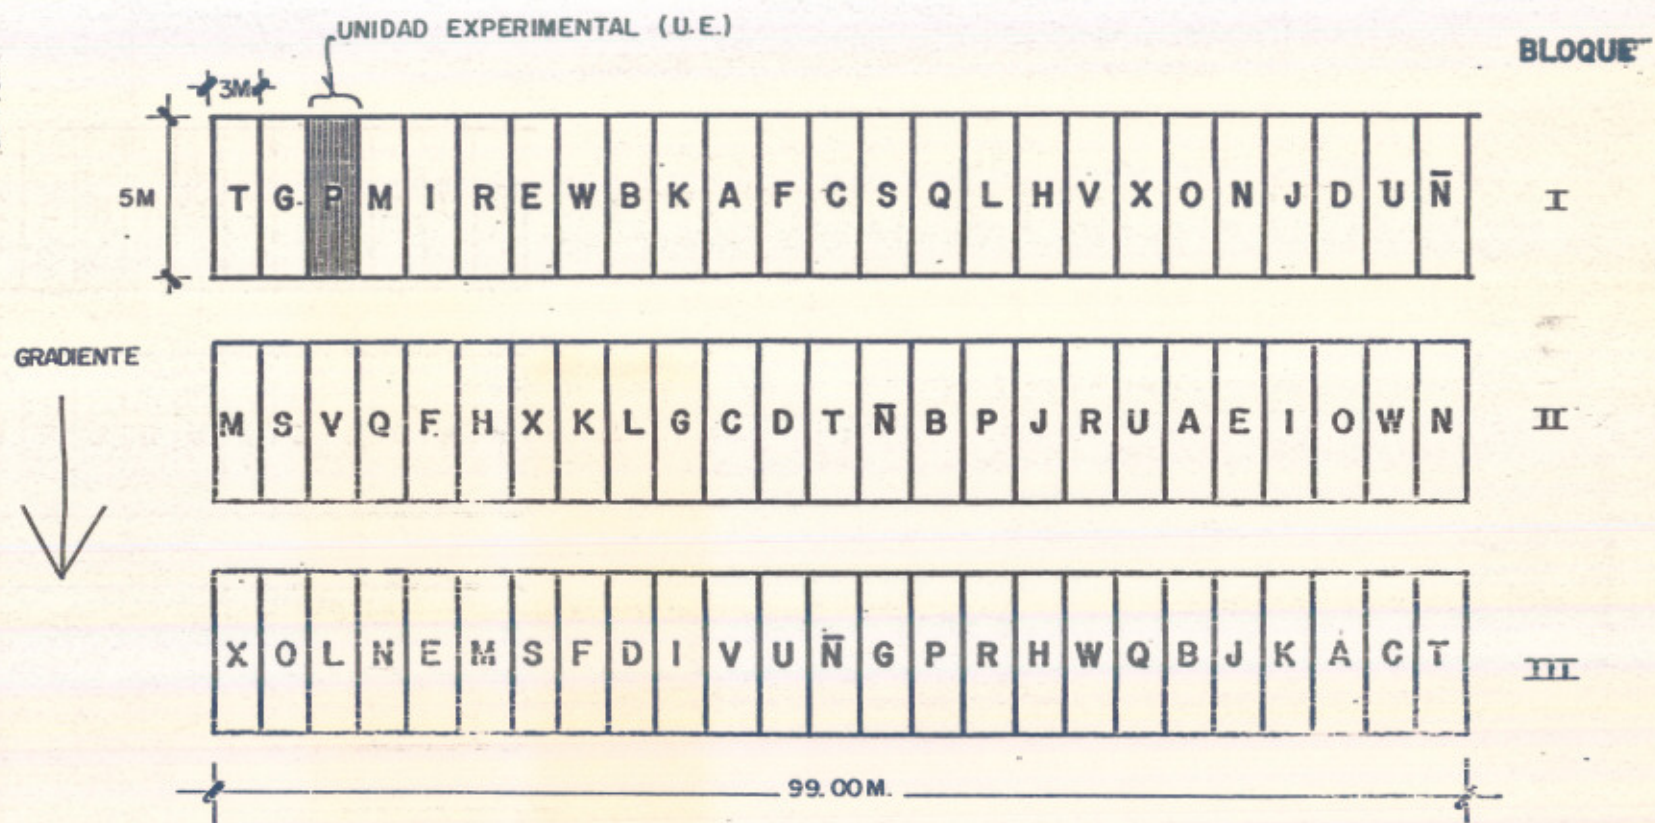 UNIDAD EXPERIMENTAL (U.E.)
BLOQUE
3M
5M
T G P M I R E W B K A F C S Q L H V X O N J D U Ñ
I
GRADIENTE
M S V Q F H X K L G C D T Ñ B P J R U A E I O W N
II
X O L N E M S F D I V U Ñ G P R H W Q B J K A C T
III
99.00M.